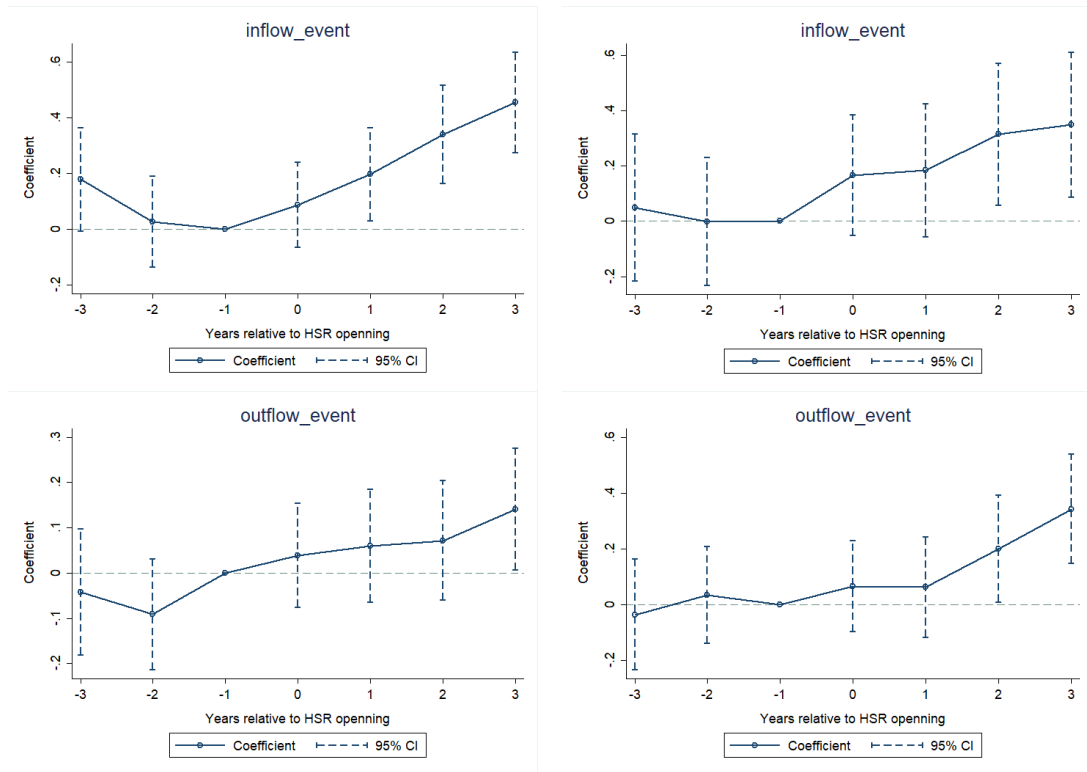 inflow_event
Coefficient
.6
.4
.2
0
-.2
-3 -2 -1 0 1 2 3
Years relative to HSR openning
Coefficient 95% CI
inflow_event
Coefficient
.6
.4
.2
0
-.2
-3 -2 -1 0 1 2 3
Years relative to HSR openning
Coefficient 95% CI
outflow_event
Coefficient
.3
.2
.1
0
-.1
-.2
-3 -2 -1 0 1 2 3
Years relative to HSR openning
Coefficient 95% CI
outflow_event
Coefficient
.6
.4
.2
0
-.2
-3 -2 -1 0 1 2 3
Years relative to HSR openning
Coefficient 95% CI